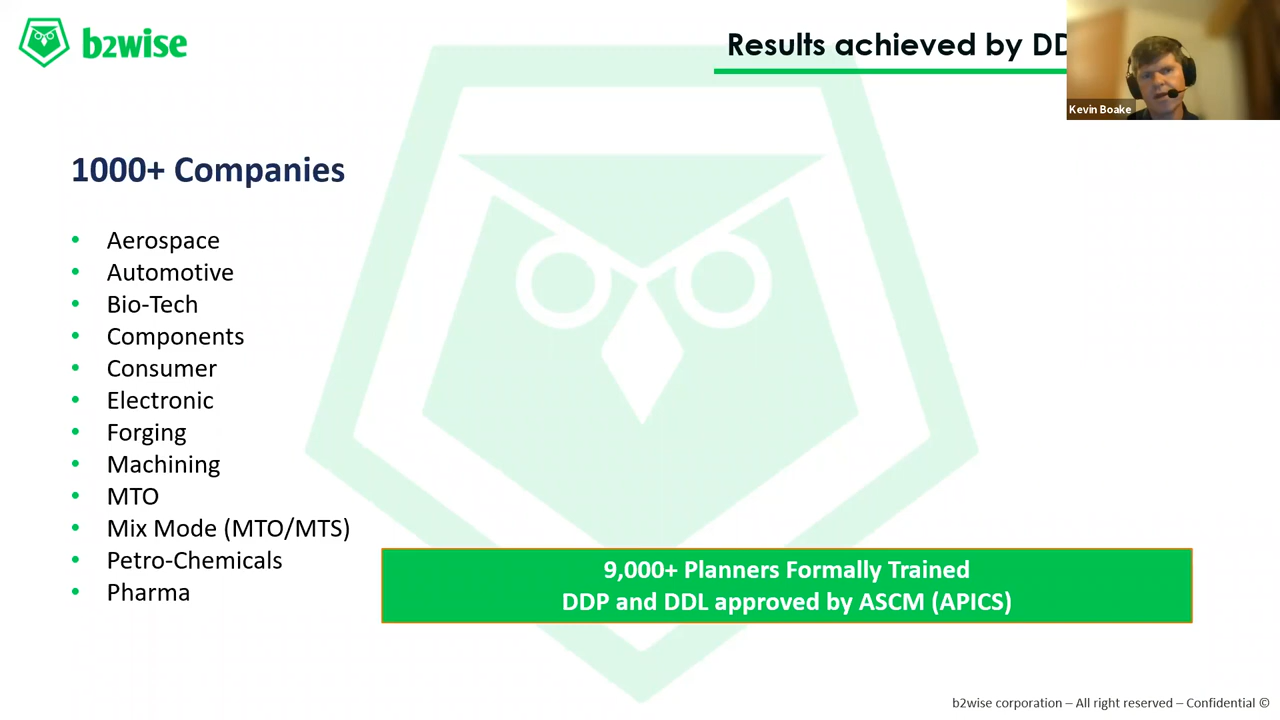 b2wise
Results achieved by DD
Kevin Boake
1000+ Companies
• Aerospace
• Automotive
• Bio-Tech
• Components
• Consumer
• Electronic
• Forging
• Machining
• MTO
• Mix Mode (MTO/MTS)
• Petro-Chemicals
• Pharma
9,000+ Planners Formally Trained
DDP and DDL approved by ASCM (APICS)
b2wise corporation – All right reserved – Confidential ©